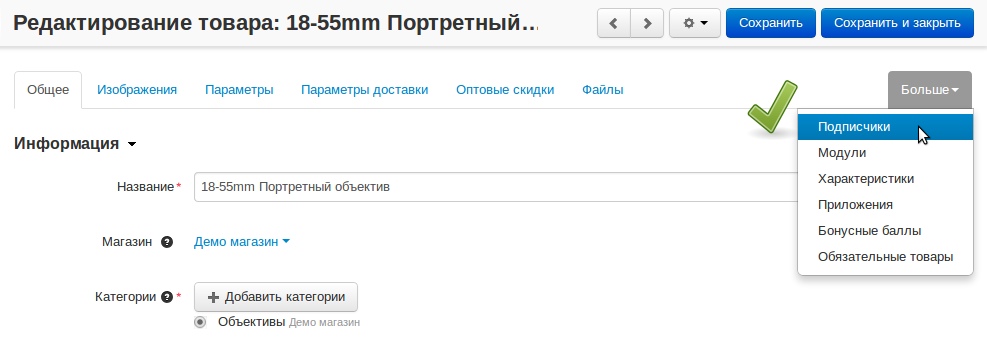 Редактирование товара: 18-55mm Портретный…
Сохранить
Сохранить и закрыть
Общее
Изображения
Параметры
Параметры доставки
Оптовые скидки
Файлы
Больше
Подписчики
Модули
Характеристики
Приложения
Бонусные баллы
Обязательные товары
Информация
Название*
18-55mm Портретный объектив
Магазин ?
Демо магазин
Категории ? *
+ Добавить категории
Объективы Демо магазин